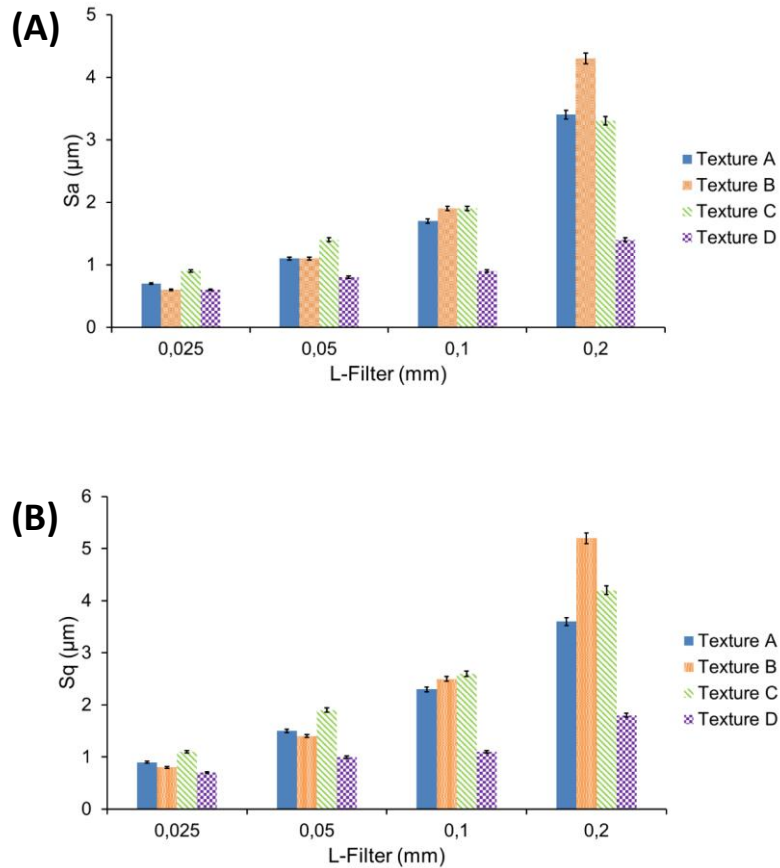 (A)
5
4
3
2
1
0
Sa (µm)
0,025 0,05 0,1 0,2
L-Filter (mm)
Texture A
Texture B
Texture C
Texture D
(B)
6
5
4
3
2
1
0
Sq (µm)
0,025 0,05 0,1 0,2
L-Filter (mm)
Texture A
Texture B
Texture C
Texture D